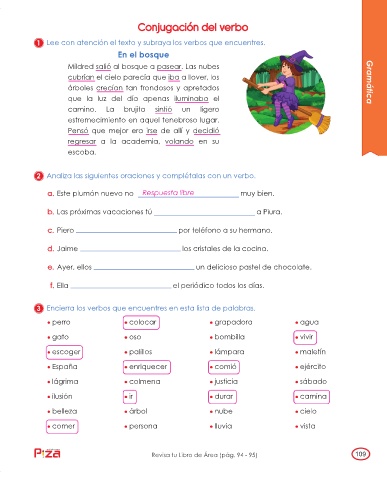 Conjugación del verbo
1 Lee con atención el texto y subraya los verbos que encuentres.
En el bosque
Mildred salió al bosque a pasear. Las nubes
cubrían el cielo parecía que iba a llover, los
árboles crecían tan frondosos y apretados
que la luz del día apenas iluminaba el
camino. La brujita sintió un ligero
estremecimiento en aquel tenebroso lugar.
Pensó que mejor era irse de allí y decidió
regresar a la academia, volando en su
escoba.
Gramática
2 Analiza las siguientes oraciones y complétalas con un verbo.
a. Este plumón nuevo no Respuesta libre muy bien.
b. Las próximas vacaciones tú ____ a Piura.
c. Piero ____ por teléfono a su hermano.
d. Jaime ____ los cristales de la cocina.
e. Ayer, ellos ____ un delicioso pastel de chocolate.
f. Ella ____ el periódico todos los días.
3 Encierra los verbos que encuentres en esta lista de palabras.
• perro • colocar • grapadora • agua
• gato • oso • bombilla • vivir
• escoger • palillos • lámpara • maletín
• España • enriquecer • comió • ejército
• lágrima • colmena • justicia • sábado
• ilusión • ir • durar • camina
• belleza • árbol • nube • cielo
• comer • persona • lluvia • vista
Piza
Revisa tu Libro de Área (pág. 94 - 95)
109